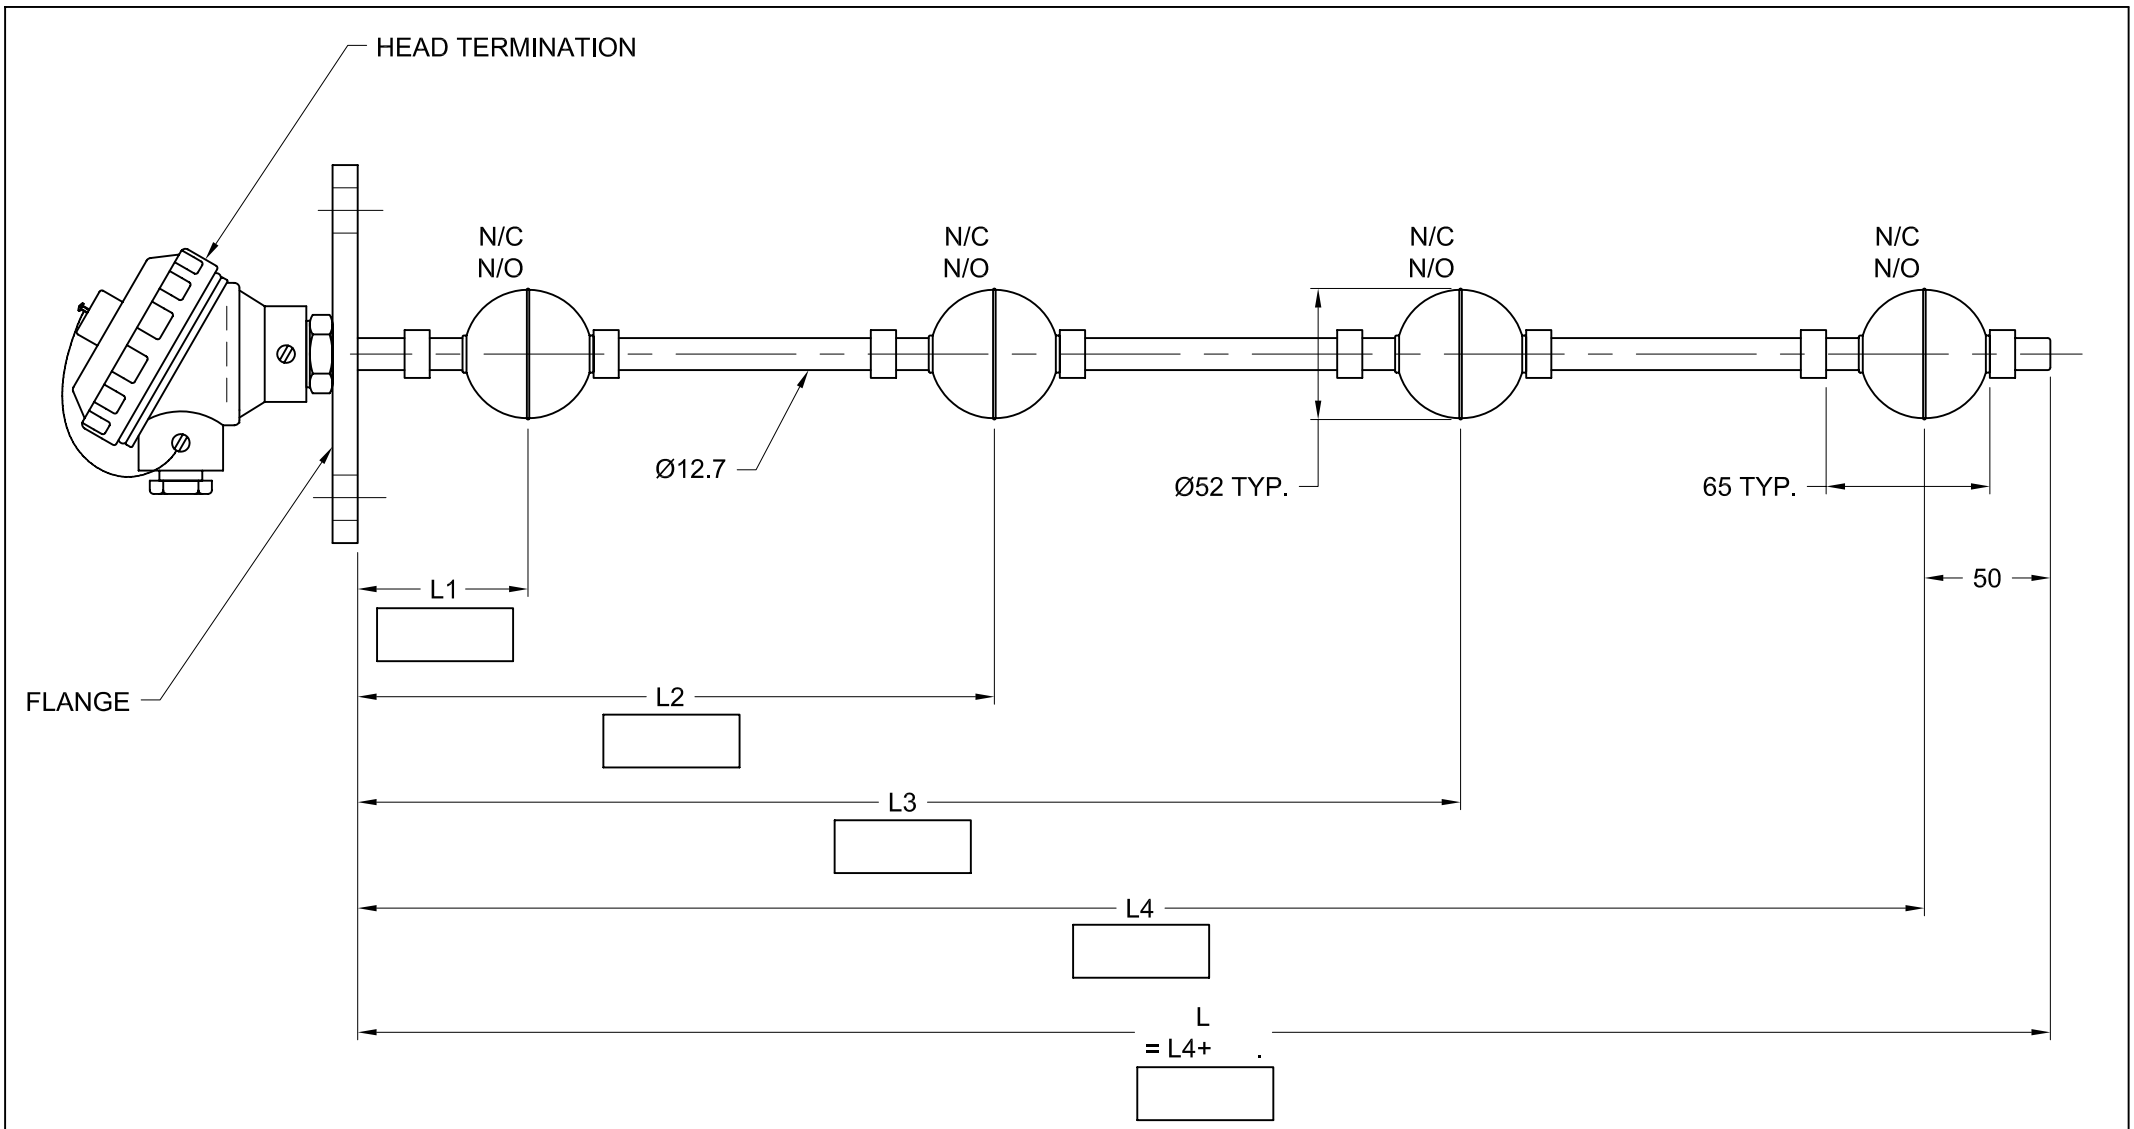 HEAD TERMINATION
N/C
N/O
N/C
N/O
N/C
N/O
N/C
N/O
Ø12.7
Ø52 TYP.
65 TYP.
50
L1
FLANGE
L2
L3
L4
L
= L4+ .